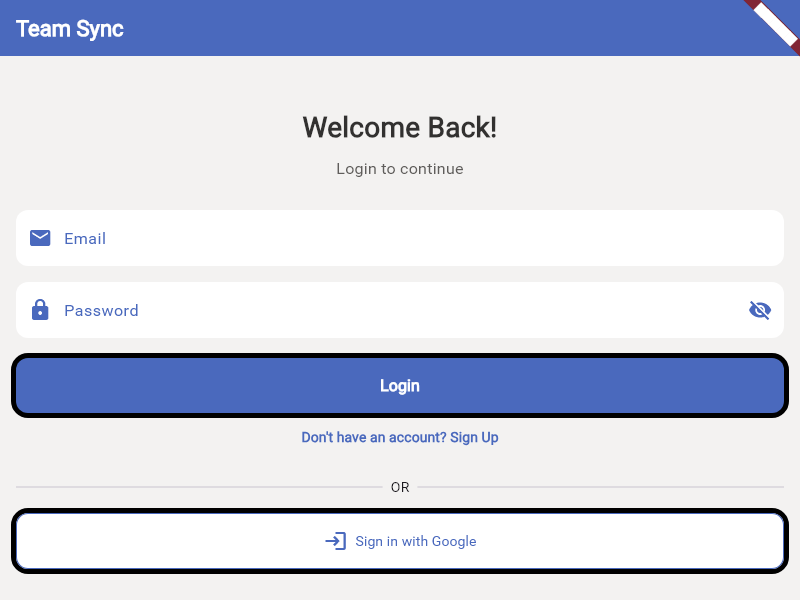 Team Sync
Welcome Back!
Login to continue
Email
Password
Login
Don't have an account? Sign Up
OR
Sign in with Google